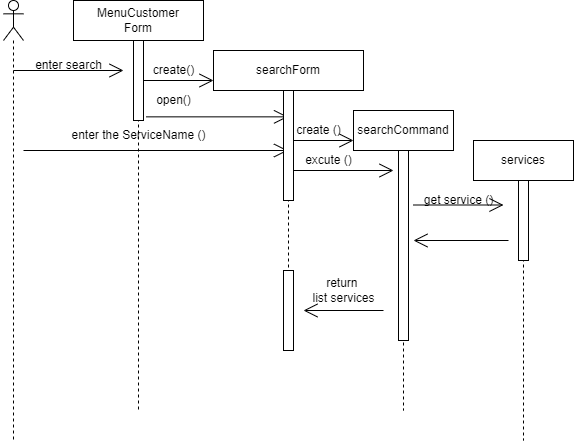 MenuCustomer
Form
enter search
create()
searchForm
open()
enter the ServiceName ()
create ()
searchCommand
excute ()
services
get service ()
return
list services